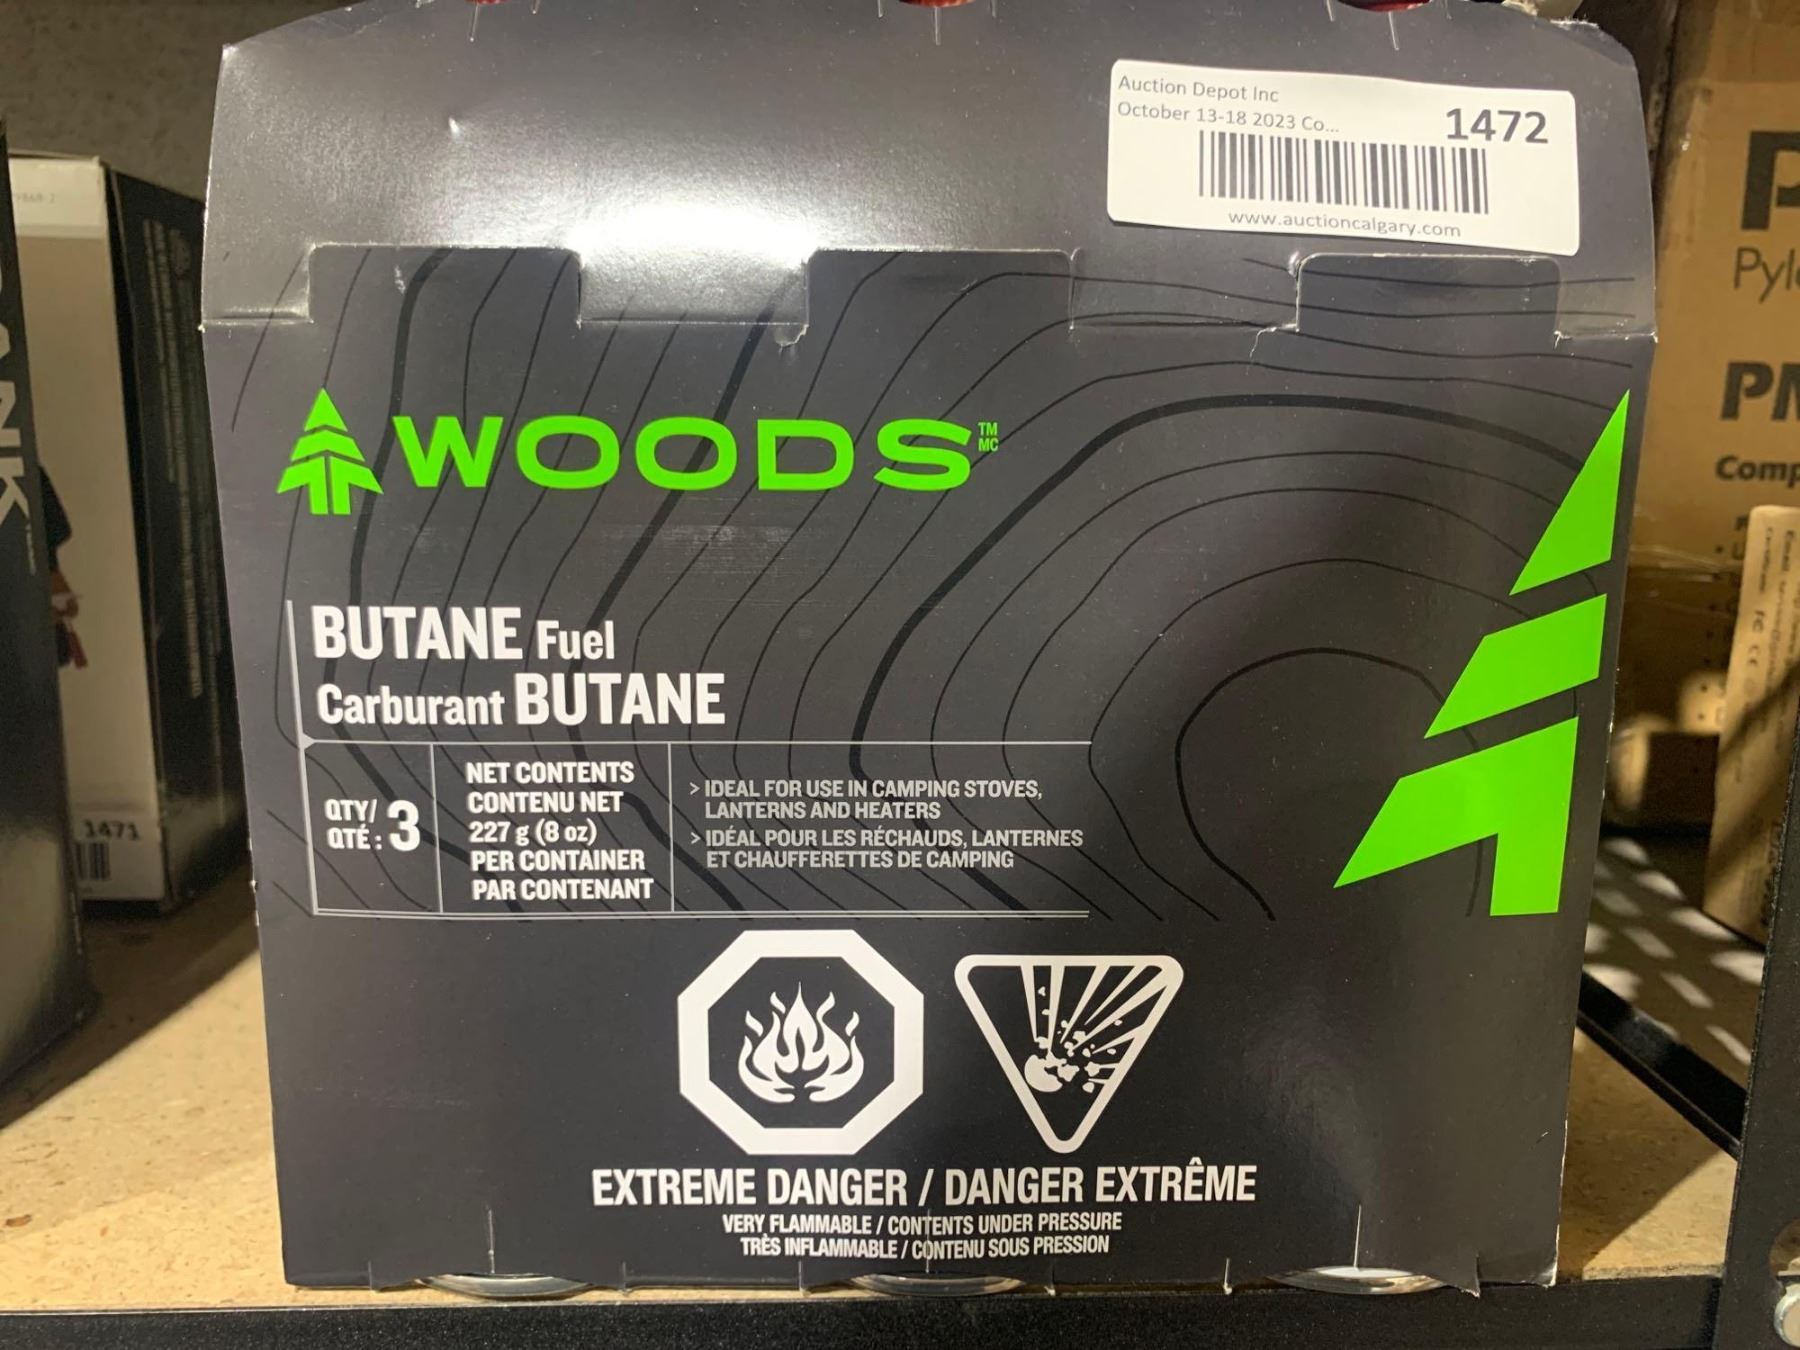 Auction Depot Inc
October 13-18 2023 Co...
1472
www.auctioncalgary.com
WOODS TM MC
BUTANE Fuel
Carburant BUTANE
QTY/
QTÉ : 3
NET CONTENTS
CONTENU NET
227 g (8 oz)
PER CONTAINER
PAR CONTENANT
> IDEAL FOR USE IN CAMPING STOVES,
LANTERNS AND HEATERS
> IDÉAL POUR LES RÉCHAUDS, LANTERNES
ET CHAUFFERETTES DE CAMPING
EXTREME DANGER / DANGER EXTRÊME
VERY FLAMMABLE / CONTENTS UNDER PRESSURE
TRÈS INFLAMMABLE / CONTENU SOUS PRESSION
1471
Pyl
PM
Comp
FC CE